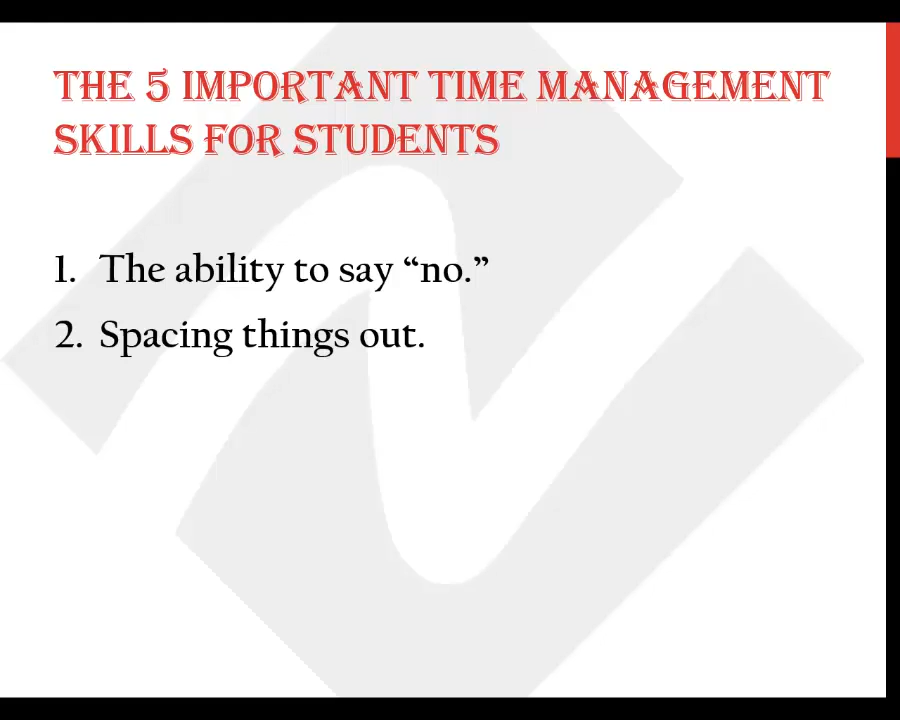 THE 5 IMPORTANT TIME MANAGEMENT
SKILLS FOR STUDENTS
1. The ability to say “no.”
2. Spacing things out.